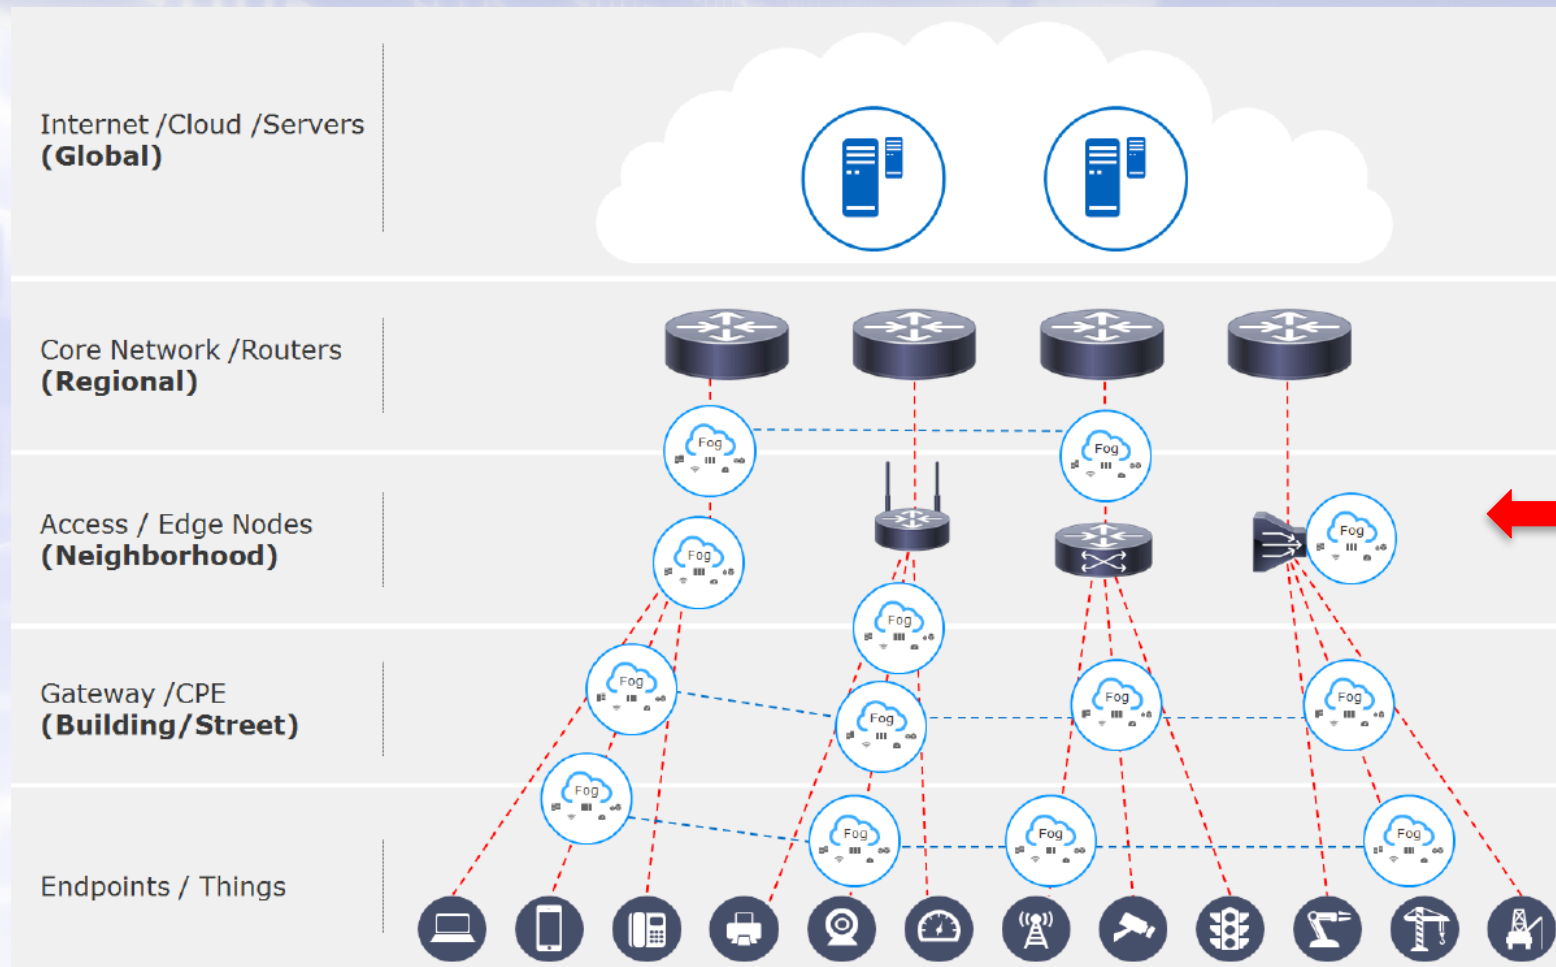 Internet /Cloud /Servers
(Global)
Core Network /Routers
(Regional)
Fog
Fog
Access / Edge Nodes
(Neighborhood)
Fog
Fog
Fog
Gateway /CPE
(Building/Street)
Fog
Fog
Fog
Fog
Fog
Fog
Fog
Fog
Endpoints / Things